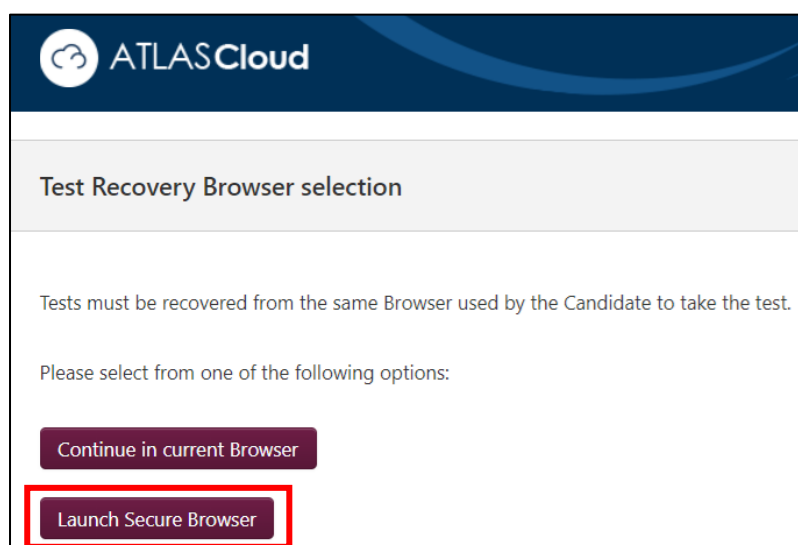 ATLASCloud
Test Recovery Browser selection
Tests must be recovered from the same Browser used by the Candidate to take the test.
Please select from one of the following options:
Continue in current Browser
Launch Secure Browser